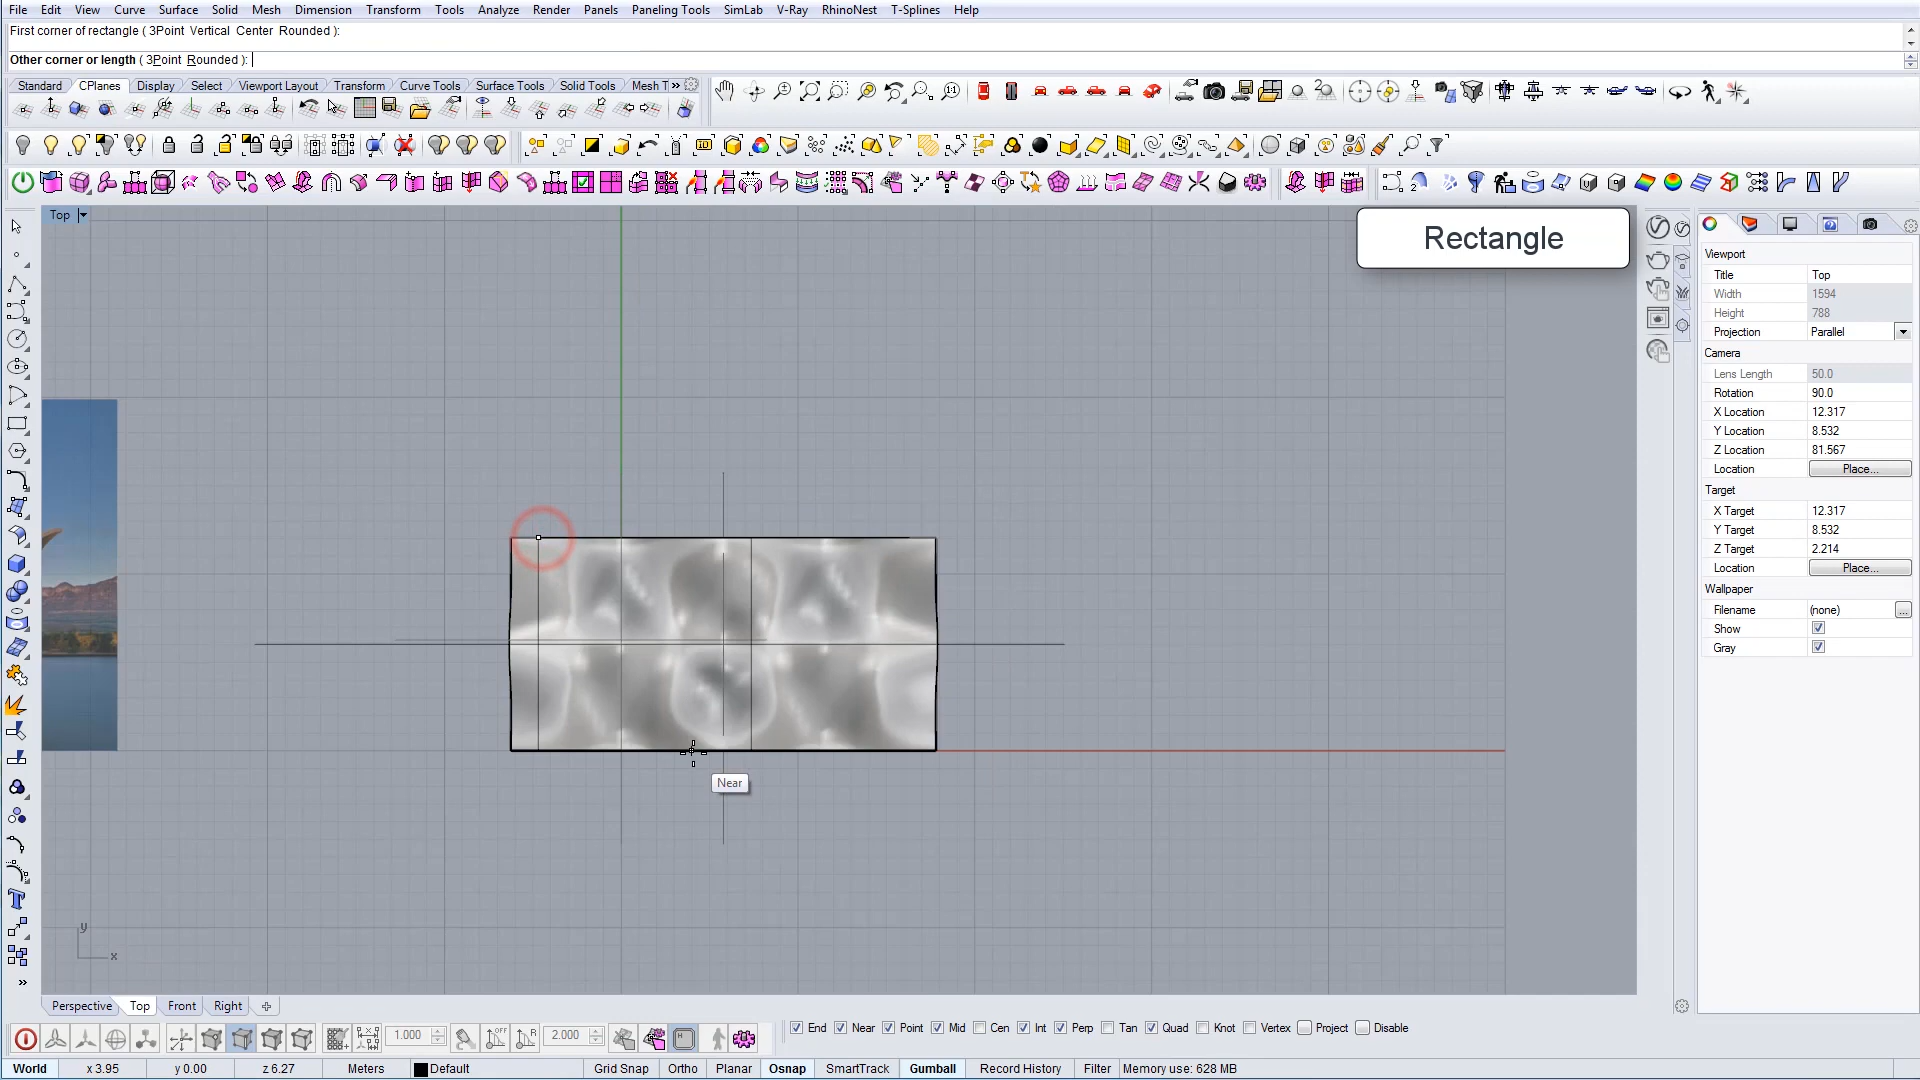 File Edit View Curve Surface Solid Mesh Dimension Transform Tools Analyze Render Panels Paneling Tools SimLab V-Ray RhinoNest T-Splines Help
First corner of rectangle ( 3Point Vertical Center Rounded ):
Other corner or length ( 3Point Rounded ):
Standard CPlanes Display Select Viewport Layout Transform Curve Tools Surface Tools Solid Tools Mesh T »
Top
Rectangle
Viewport
Title Top
Width 1594
Height 788
Projection Parallel
Camera
Lens Length 50.0
Rotation 90.0
X Location 12.317
Y Location 8.532
Z Location 81.567
Location Place...
Target
X Target 12.317
Y Target 8.532
Z Target 2.214
Location Place...
Wallpaper
Filename (none) ...
Show
Gray
Near
y
x
»
Perspective Top Front Right
1.000 2.000 End Near Point Mid Cen Int Perp Tan Quad Knot Vertex Project Disable
World x 3.95 y 0.00 z 6.27 Meters Default Grid Snap Ortho Planar Osnap SmartTrack Gumball Record History Filter Memory use: 628 MB